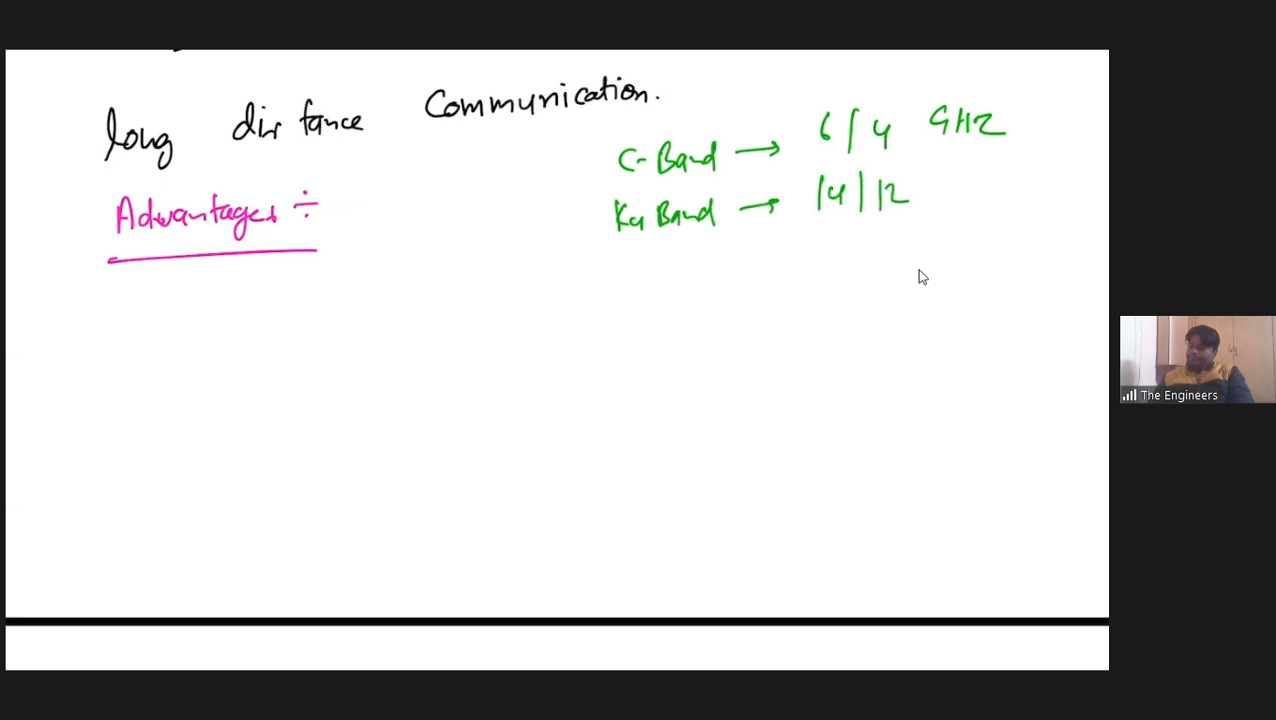 long distance Communication.
C-Band → 6/4 GHZ
Ku Band → 14/12
Advantages ÷
The Engineers